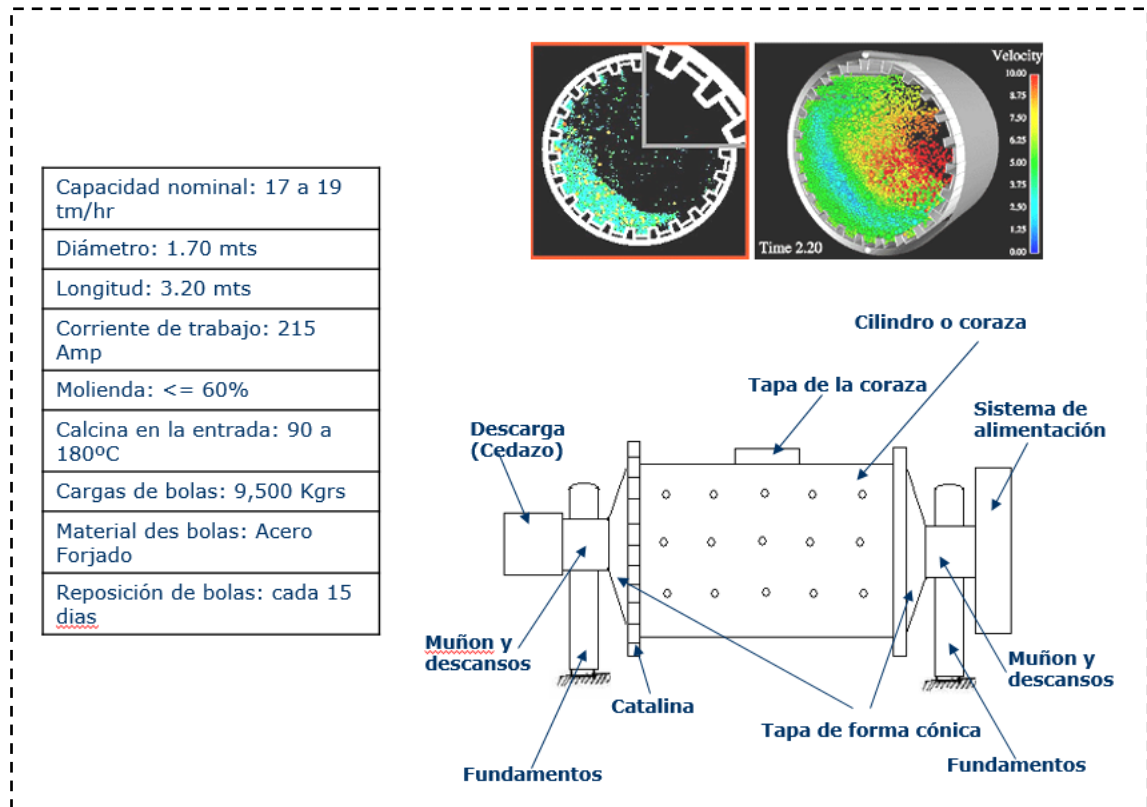 Velocity
10.00
8.75
7.50
6.25
5.00
3.75
2.50
1.25
0.00
Time 2.20
Capacidad nominal: 17 a 19
tm/hr
Diámetro: 1.70 mts
Longitud: 3.20 mts
Corriente de trabajo: 215
Amp
Molienda: <= 60%
Calcina en la entrada: 90 a
180ºC
Cargas de bolas: 9,500 Kgrs
Material des bolas: Acero
Forjado
Reposición de bolas: cada 15
dias
Cilindro o coraza
Tapa de la coraza
Sistema de
alimentación
Descarga
(Cedazo)
Muñon y
descansos
Catalina
Tapa de forma cónica
Muñon y
descansos
Fundamentos
Fundamentos